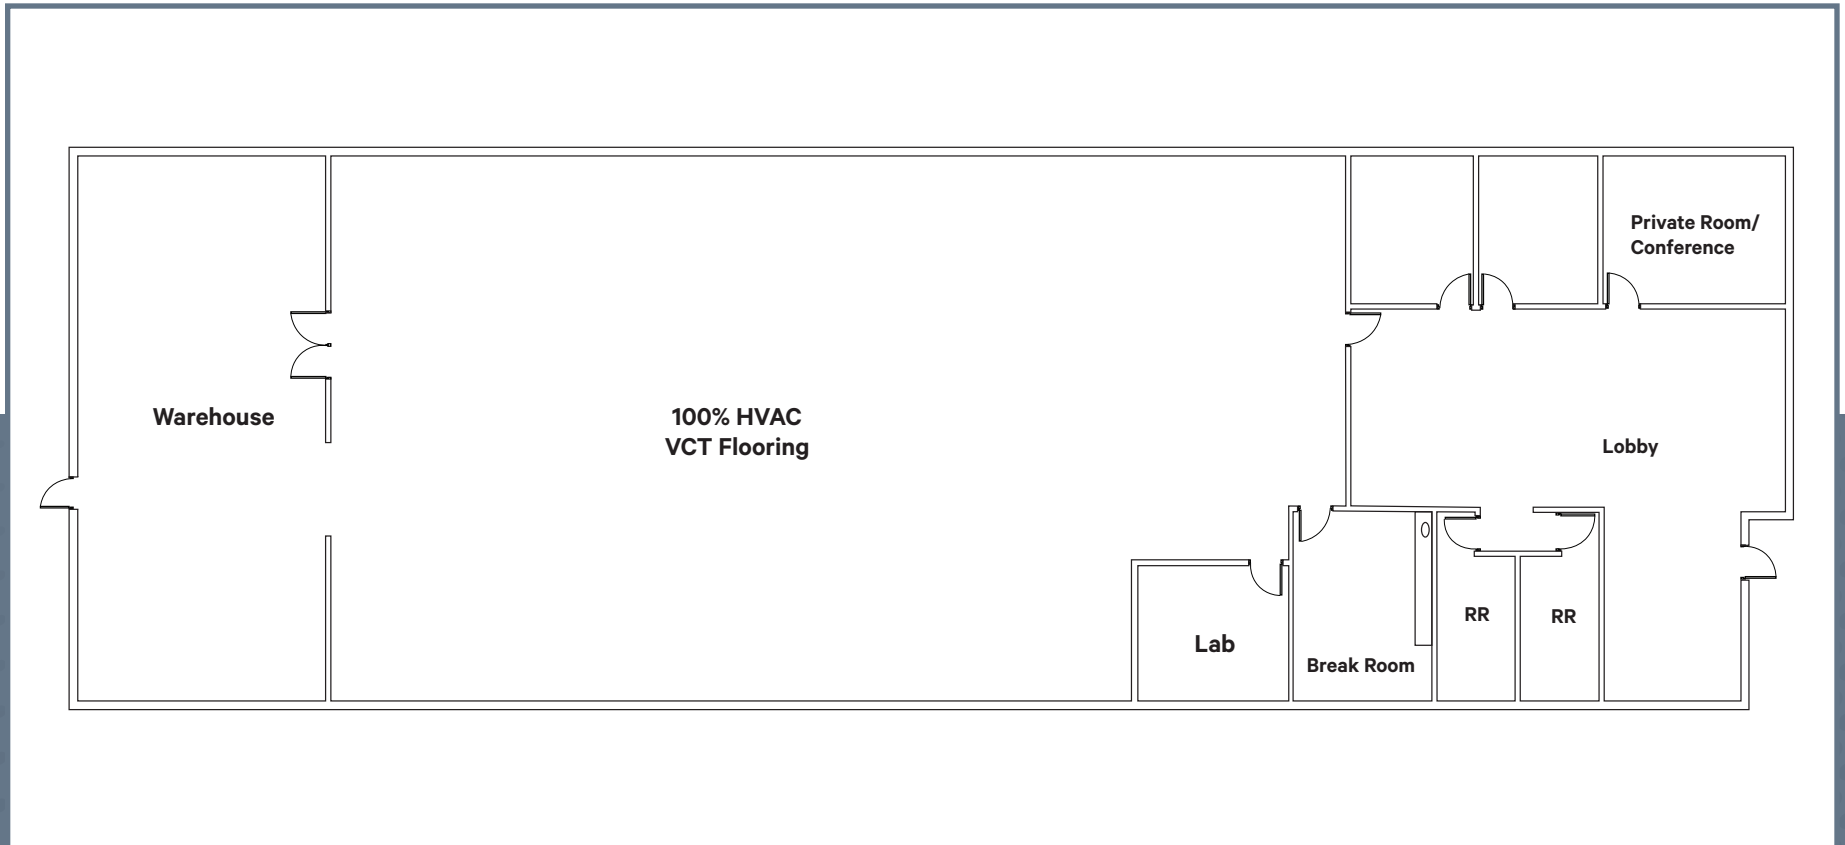 Private Room/
Conference
Warehouse
100% HVAC
VCT Flooring
Lobby
Lab
Break Room
RR
RR